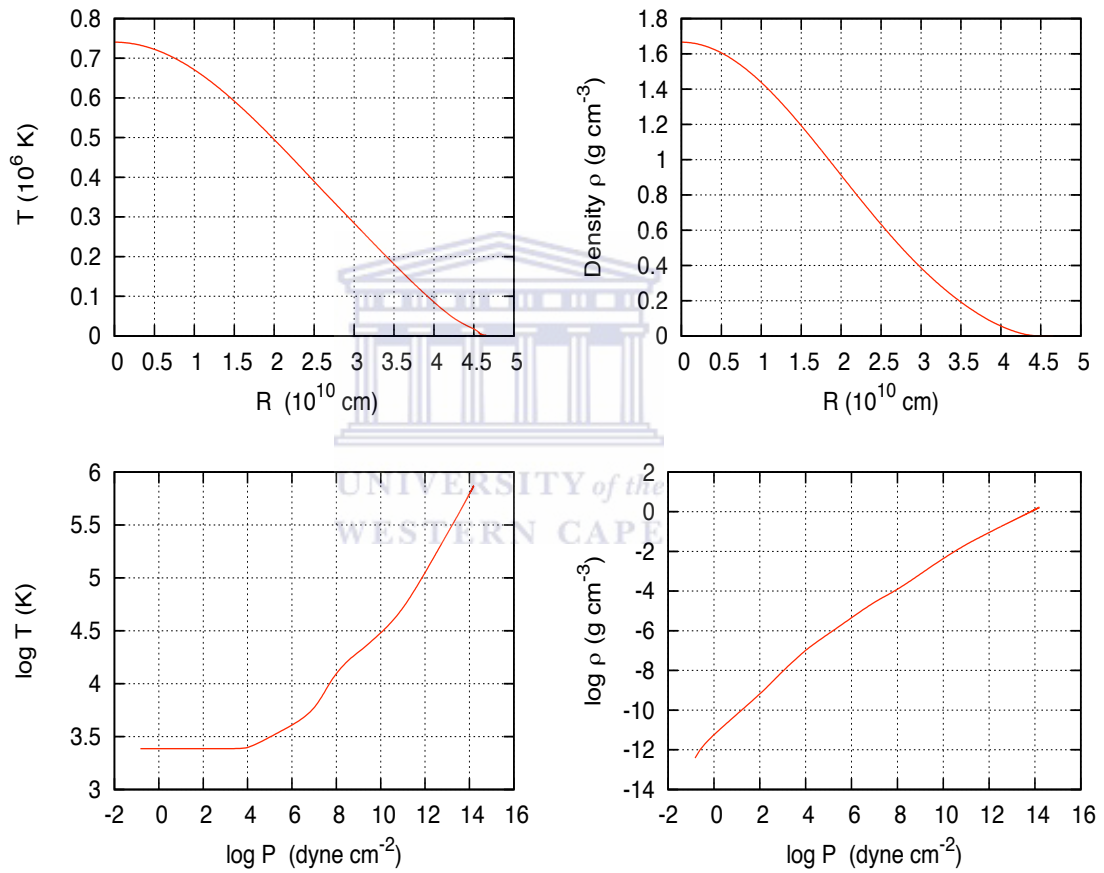 0.8
0.7
0.6
0.5
0.4
0.3
0.2
0.1
0
T (10^6 K)
0 0.5 1 1.5 2 2.5 3 3.5 4 4.5 5
R (10^10 cm)
1.8
1.6
1.4
1.2
1
0.8
0.6
0.4
0.2
0
Density ρ (g cm^-3)
0 0.5 1 1.5 2 2.5 3 3.5 4 4.5 5
R (10^10 cm)
UNIVERSITY of the
WESTERN CAPE
6
5.5
5
4.5
4
3.5
3
log T (K)
-2 0 2 4 6 8 10 12 14 16
log P (dyne cm^-2)
2
0
-2
-4
-6
-8
-10
-12
-14
log ρ (g cm^-3)
-2 0 2 4 6 8 10 12 14 16
log P (dyne cm^-2)